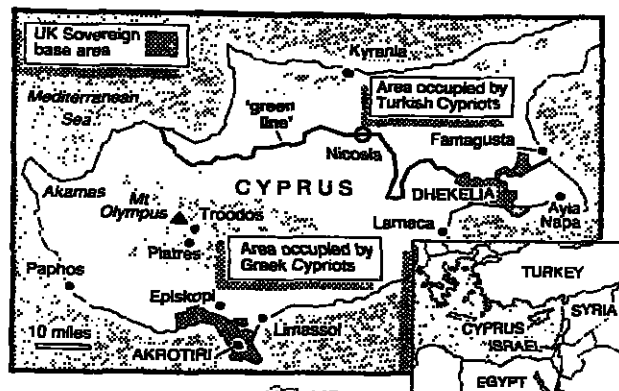 UK Sovereign
base area
Kyrenia
Mediterranean
Sea
Area occupied by
Turkish Cypriots
'green
line'
Nicosia
Famagusta
Akamas
CYPRUS
DHEKELIA
Mt
Olympus
Troodos
Ayia
Napa
Larnaca
Platres
Area occupied by
Greek Cypriots
Paphos
Episkopi
10 miles
Limassol
AKROTIRI
TURKEY
SYRIA
CYPRUS
ISRAEL
EGYPT